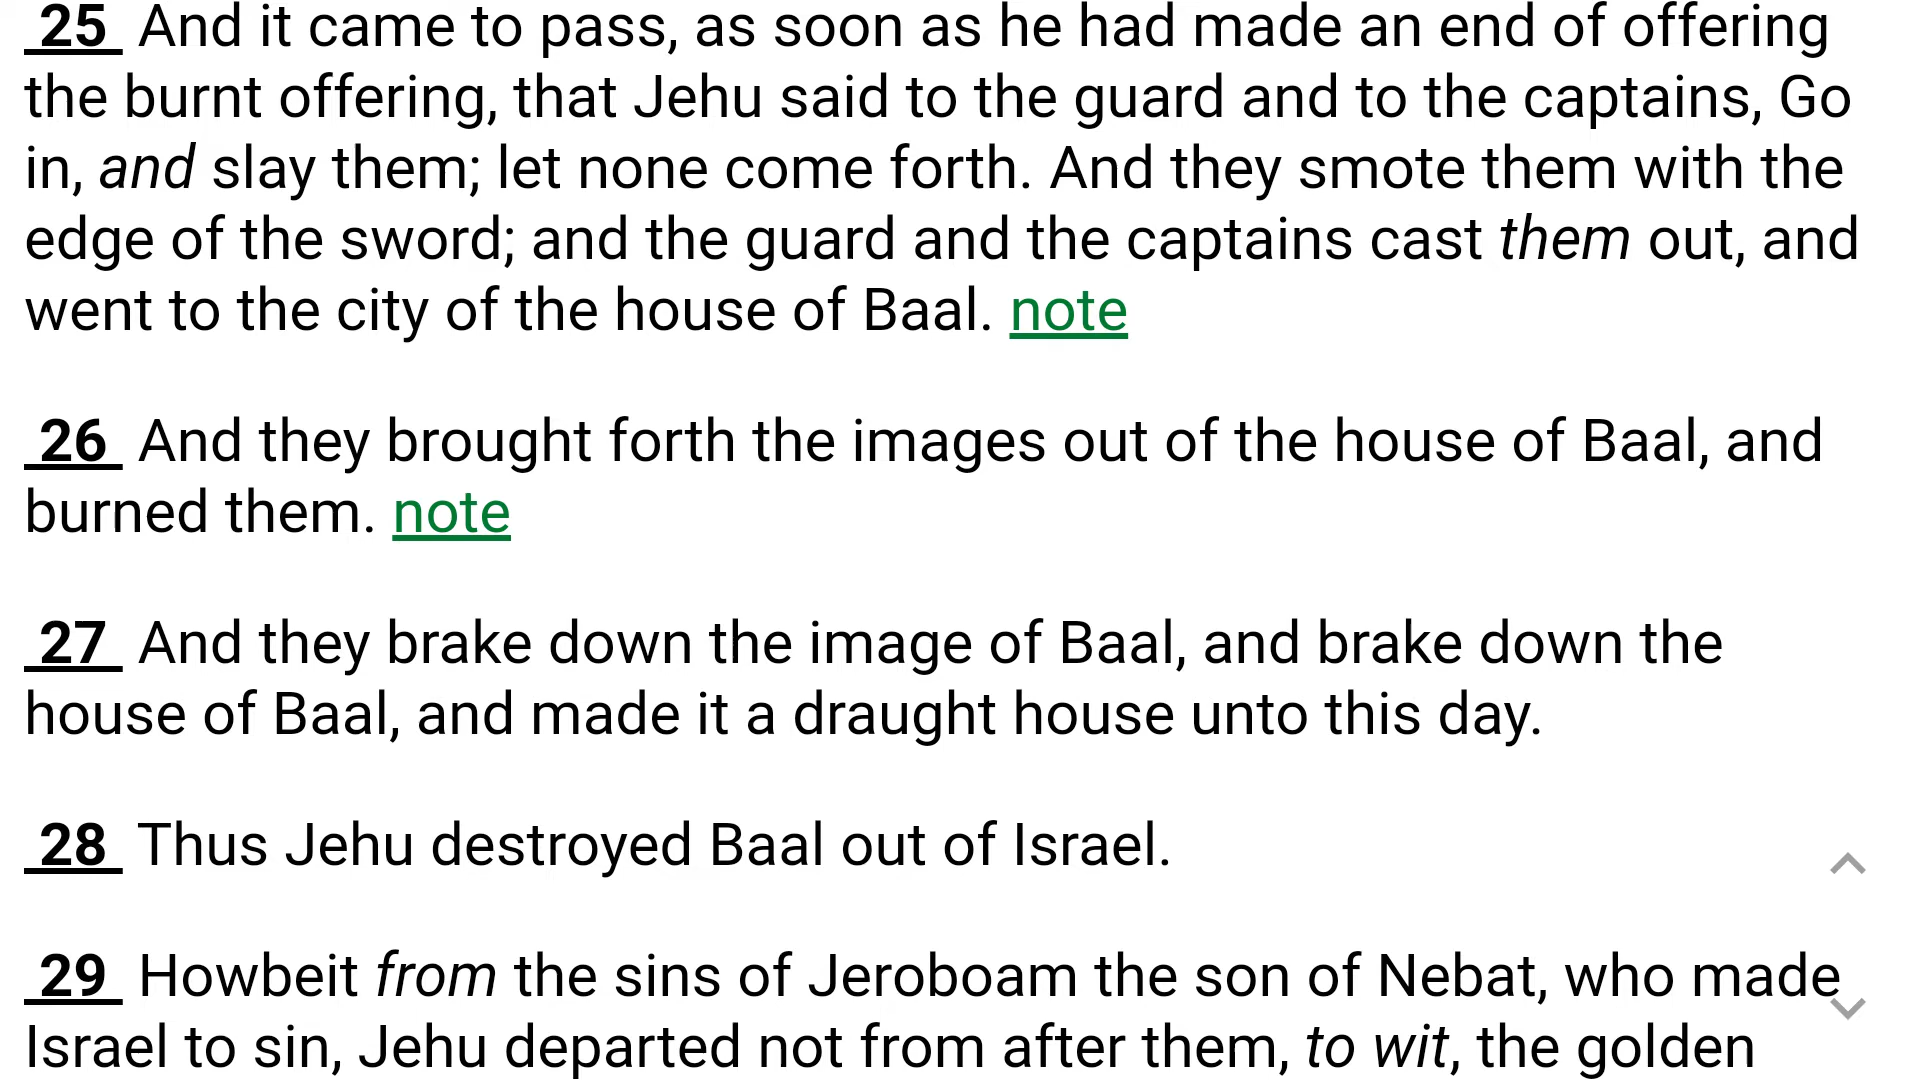 25 And it came to pass, as soon as he had made an end of offering
the burnt offering, that Jehu said to the guard and to the captains, Go
in, and slay them; let none come forth. And they smote them with the
edge of the sword; and the guard and the captains cast them out, and
went to the city of the house of Baal. note
26 And they brought forth the images out of the house of Baal, and
burned them. note
27 And they brake down the image of Baal, and brake down the
house of Baal, and made it a draught house unto this day.
28 Thus Jehu destroyed Baal out of Israel.
29 Howbeit from the sins of Jeroboam the son of Nebat, who made
Israel to sin, Jehu departed not from after them, to wit, the golden